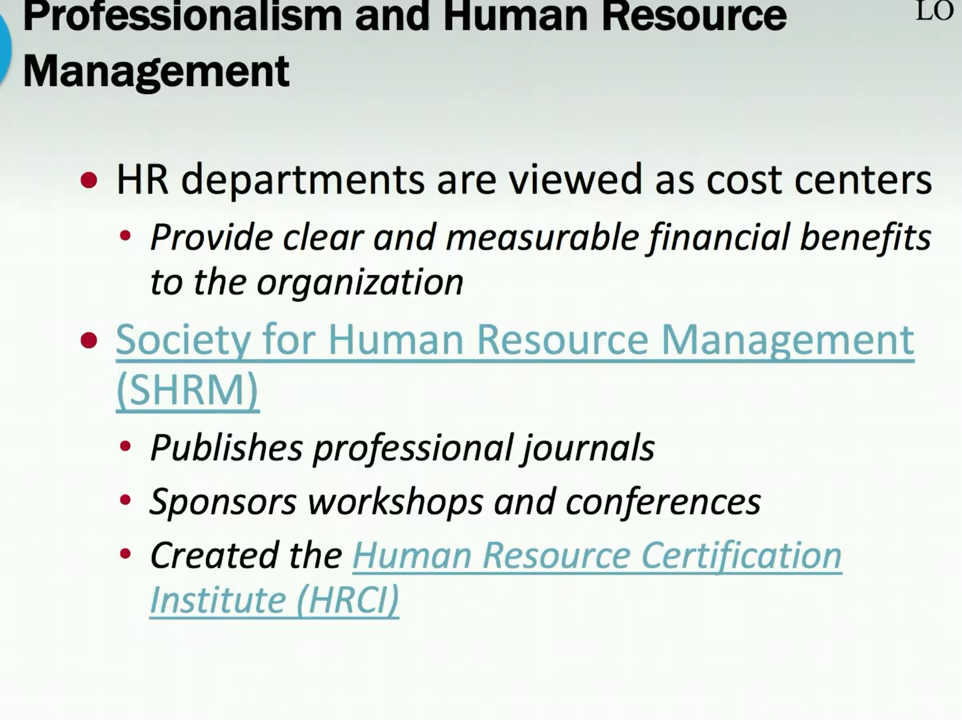 Professionalism and Human Resource
LO
Management
• HR departments are viewed as cost centers
• Provide clear and measurable financial benefits
to the organization
• Society for Human Resource Management
(SHRM)
• Publishes professional journals
• Sponsors workshops and conferences
• Created the Human Resource Certification
Institute (HRCI)